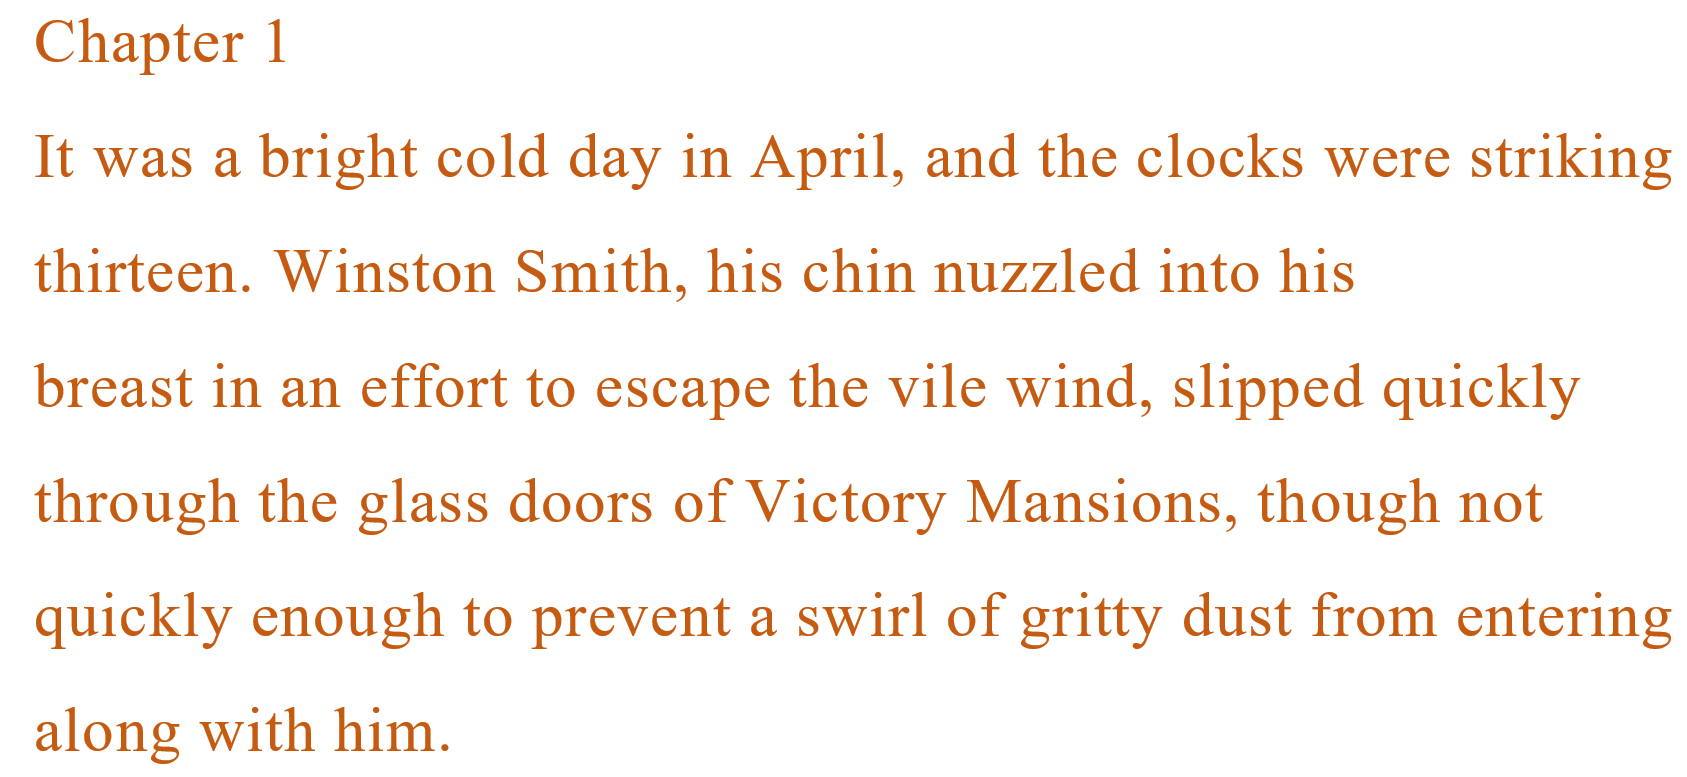 Chapter 1
It was a bright cold day in April, and the clocks were striking
thirteen. Winston Smith, his chin nuzzled into his
breast in an effort to escape the vile wind, slipped quickly
through the glass doors of Victory Mansions, though not
quickly enough to prevent a swirl of gritty dust from entering
along with him.